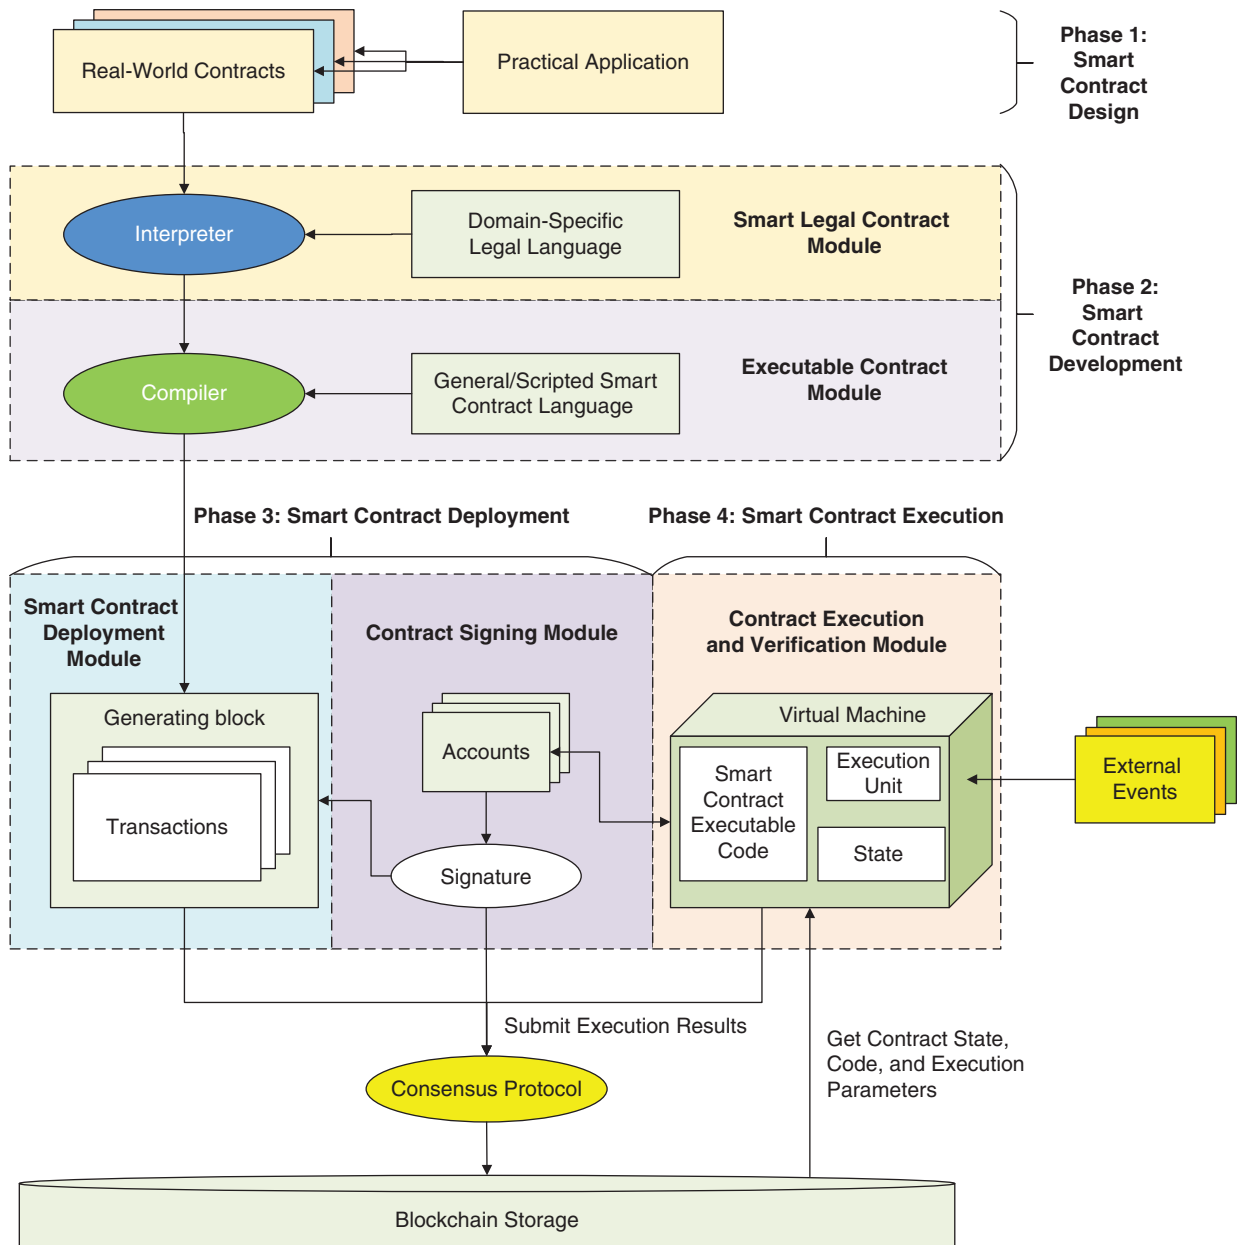 Real-World Contracts
Practical Application
Phase 1:
Smart
Contract
Design
Interpreter
Domain-Specific
Legal Language
Smart Legal Contract
Module
Phase 2:
Smart
Contract
Development
Compiler
General/Scripted Smart
Contract Language
Executable Contract
Module
Phase 3: Smart Contract Deployment
Phase 4: Smart Contract Execution
Smart Contract
Deployment
Module
Contract Signing Module
Contract Execution
and Verification Module
Generating block
Transactions
Accounts
Signature
Virtual Machine
Smart
Contract
Executable
Code
Execution
Unit
State
External
Events
Submit Execution Results
Get Contract State,
Code, and Execution
Parameters
Consensus Protocol
Blockchain Storage